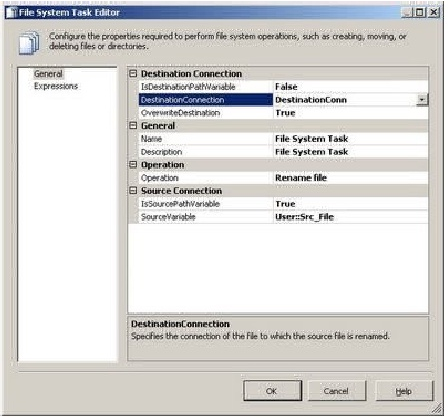 File System Task Editor
Configure the properties required to perform file system operations, such as creating, moving, or
deleting files or directories.
General
Expressions
Destination Connection
IsDestinationPathVariable False
DestinationConnection DestinationConn
OverwriteDestination True
General
Name File System Task
Description File System Task
Operation
Operation Rename file
Source Connection
IsSourcePathVariable True
SourceVariable User::Src_File
DestinationConnection
Specifies the connection of the file to which the source file is renamed.
OK Cancel Help